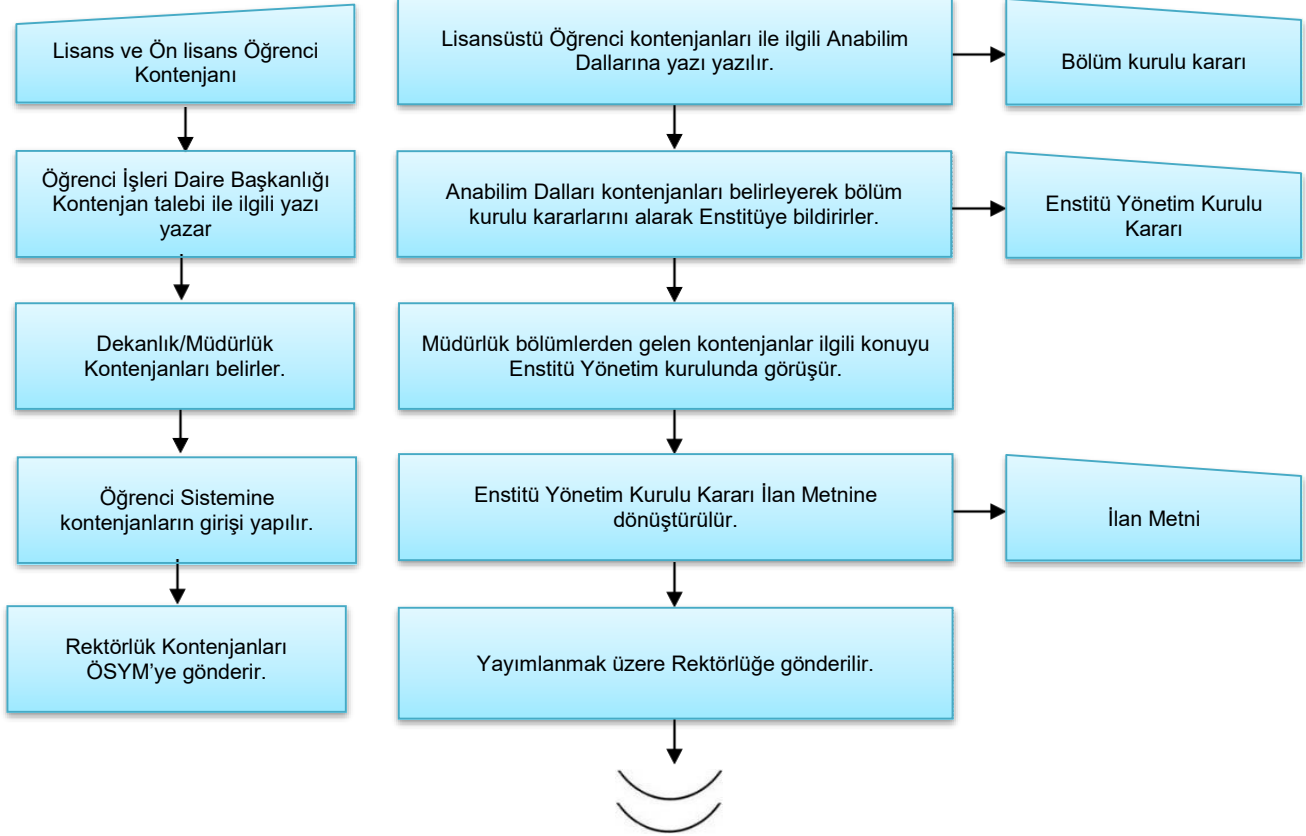 Lisans ve Ön lisans Öğrenci
Kontenjanı
Öğrenci İşleri Daire Başkanlığı
Kontenjan talebi ile ilgili yazı
yazar
Dekanlık/Müdürlük
Kontenjanları belirler.
Öğrenci Sistemine
kontenjanların girişi yapılır.
Rektörlük Kontenjanları
ÖSYM’ye gönderir.
Lisansüstü Öğrenci kontenjanları ile ilgili Anabilim
Dallarına yazı yazılır.
Bölüm kurulu kararı
Anabilim Dalları kontenjanları belirleyerek bölüm
kurulu kararlarını alarak Enstitüye bildirirler.
Enstitü Yönetim Kurulu
Kararı
Müdürlük bölümlerden gelen kontenjanlar ilgili konuyu
Enstitü Yönetim kurulunda görüşür.
Enstitü Yönetim Kurulu Kararı İlan Metnine
dönüştürülür.
İlan Metni
Yayımlanmak üzere Rektörlüğe gönderilir.